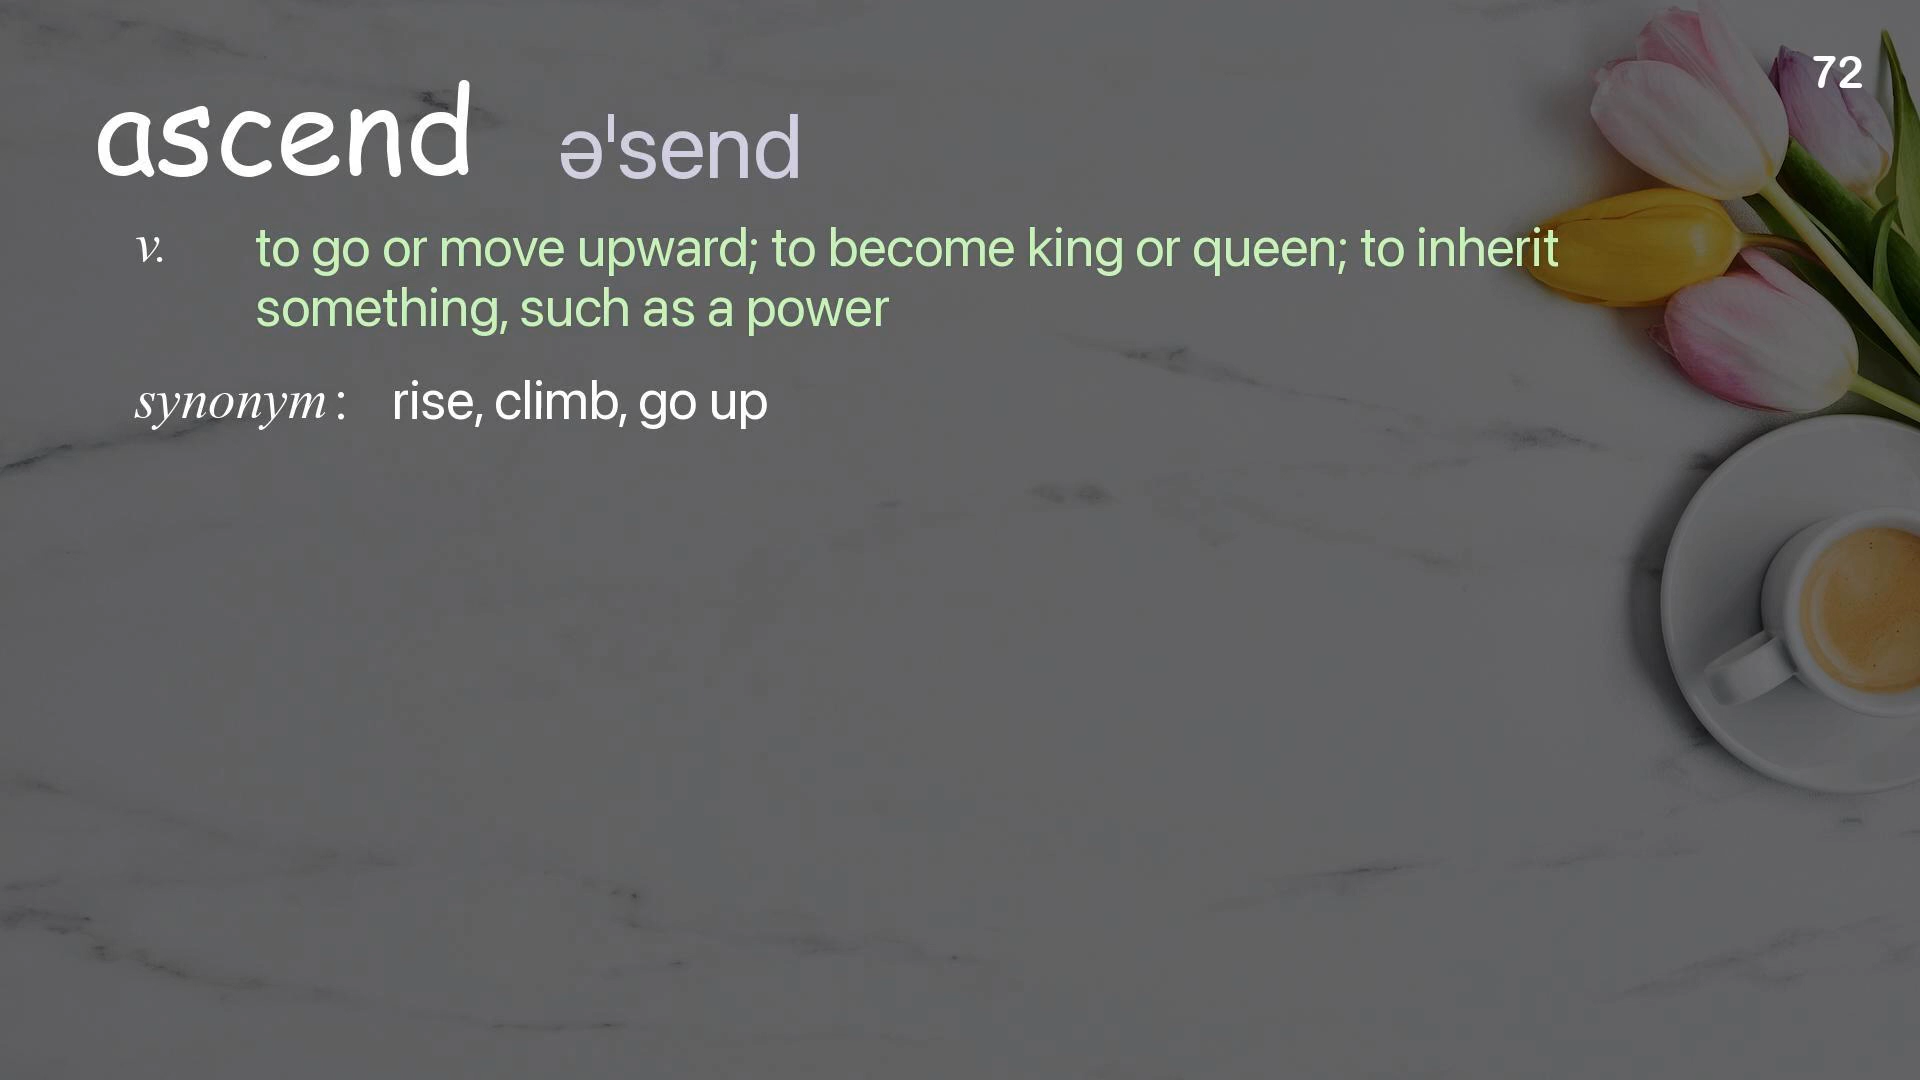 72
ascend əˈsend
v. to go or move upward; to become king or queen; to inherit
something, such as a power
synonym : rise, climb, go up